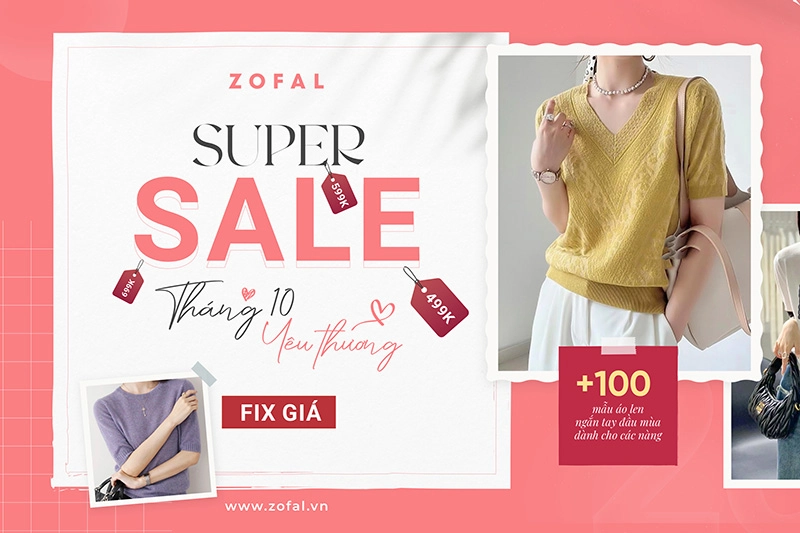 ZOFAL
SUPER
SALE
599K
699K
499K
Tháng 10
Yêu thương
FIX GIÁ
+100
mẫu áo len
ngắn tay đầu mùa
dành cho các nàng
www.zofal.vn